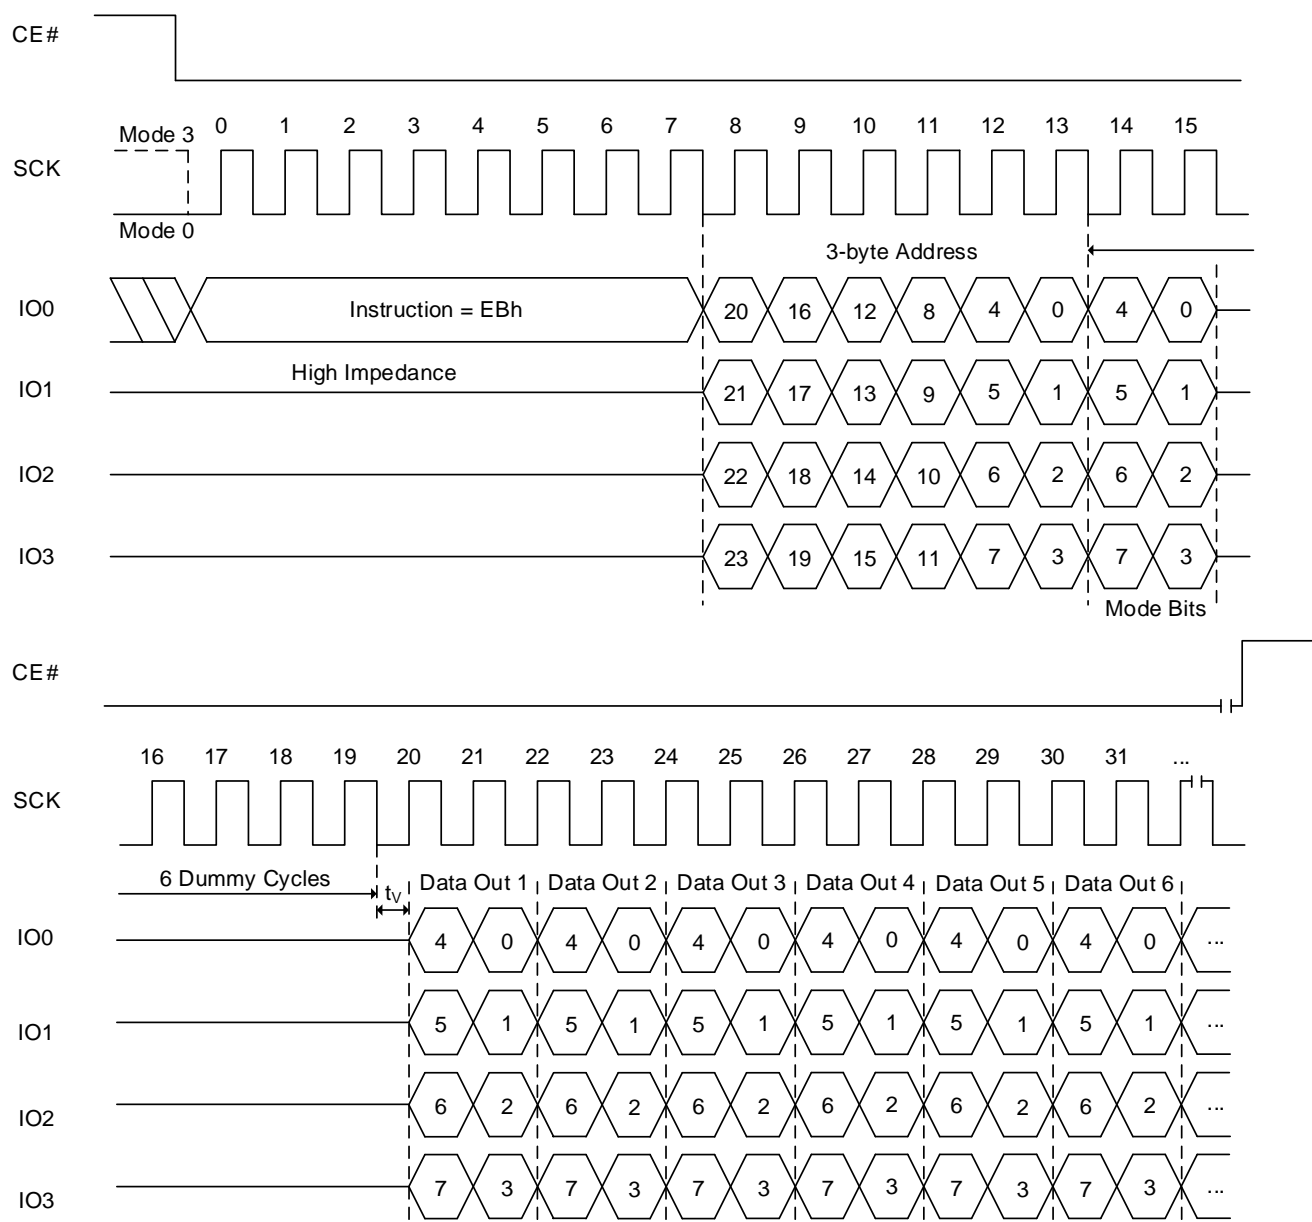 CE#
Mode 3 0 1 2 3 4 5 6 7 8 9 10 11 12 13 14 15
SCK
Mode 0
3-byte Address
IO0 Instruction = EBh 20 16 12 8 4 0 4 0
High Impedance
IO1 21 17 13 9 5 1 5 1
IO2 22 18 14 10 6 2 6 2
IO3 23 19 15 11 7 3 7 3
Mode Bits
CE#
16 17 18 19 20 21 22 23 24 25 26 27 28 29 30 31 ...
SCK
6 Dummy Cycles tV Data Out 1 Data Out 2 Data Out 3 Data Out 4 Data Out 5 Data Out 6
IO0 4 0 4 0 4 0 4 0 4 0 4 0 ...
IO1 5 1 5 1 5 1 5 1 5 1 5 1 ...
IO2 6 2 6 2 6 2 6 2 6 2 6 2 ...
IO3 7 3 7 3 7 3 7 3 7 3 7 3 ...